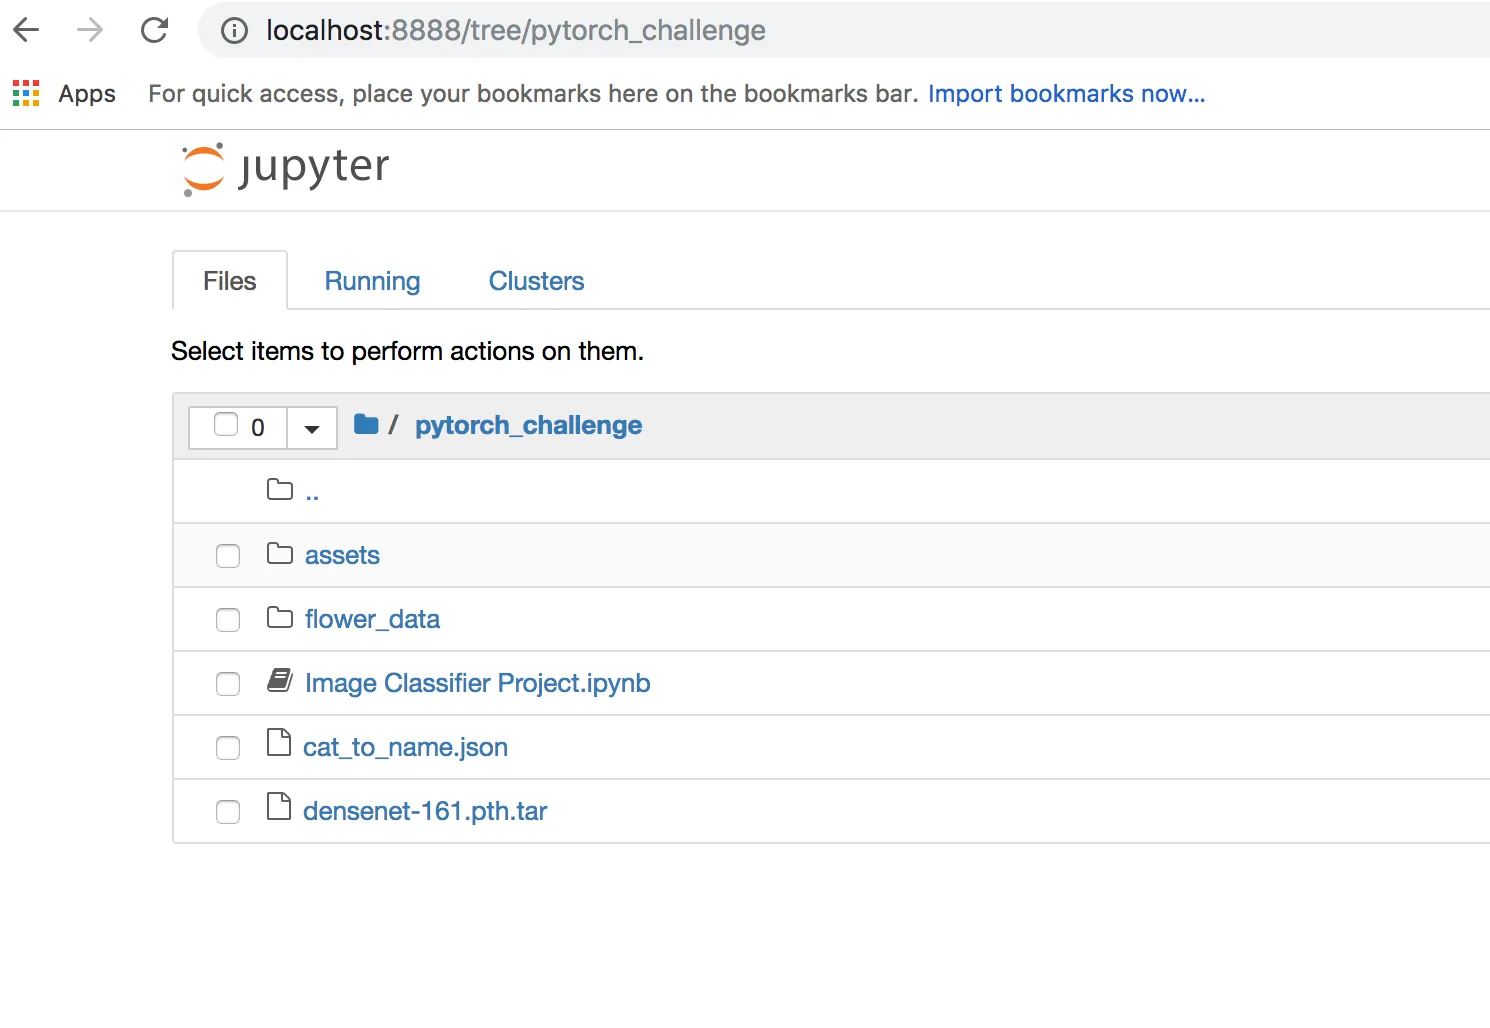 localhost:8888/tree/pytorch_challenge
Apps For quick access, place your bookmarks here on the bookmarks bar. Import bookmarks now...
jupyter
Files Running Clusters
Select items to perform actions on them.
0 / pytorch_challenge
..
assets
flower_data
Image Classifier Project.ipynb
cat_to_name.json
densenet-161.pth.tar